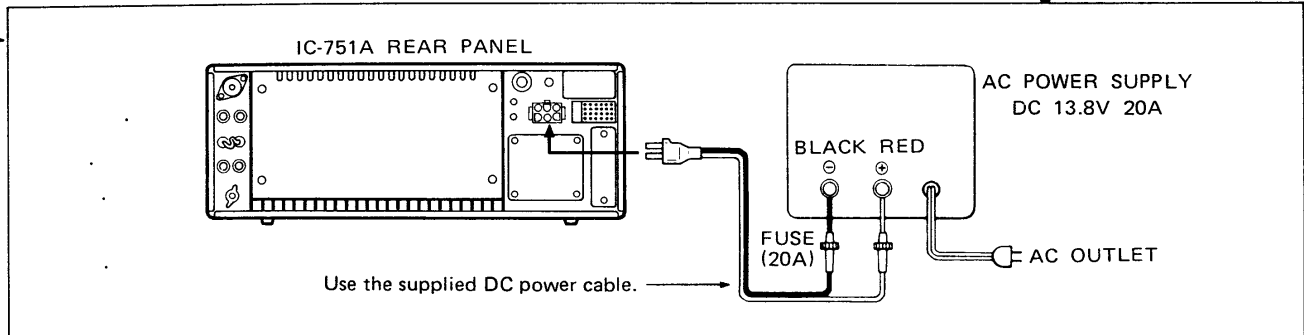 IC-751A REAR PANEL
AC POWER SUPPLY
DC 13.8V 20A
BLACK RED
⊖ ⊕
FUSE
(20A)
AC OUTLET
Use the supplied DC power cable.